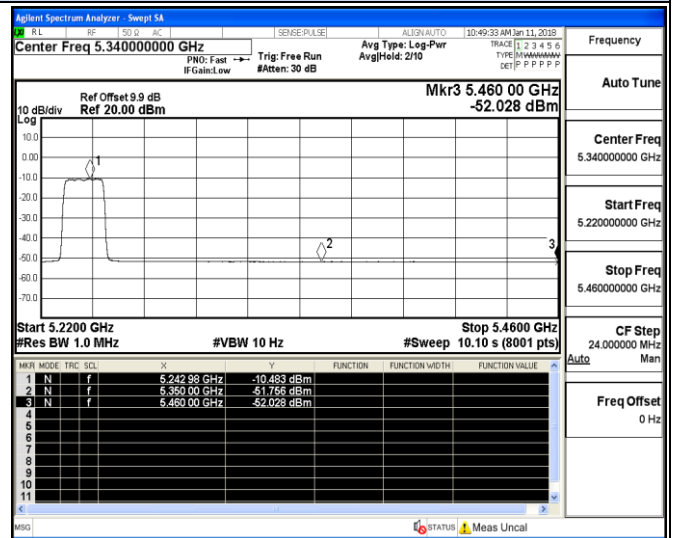 Agilent Spectrum Analyzer - Swept SA
RL RF 50 Ω AC SENSE:PULSE ALIGN AUTO 10:49:33 AM Jan 11, 2018
Center Freq 5.340000000 GHz
PNO: Fast Trig: Free Run
IFGain:Low #Atten: 30 dB
Avg Type: Log-Pwr
Avg|Hold: 2/10
TRACE 1 2 3 4 5 6
TYPE MWWWWW
DET P P P P P P
Frequency
Auto Tune
Mkr3 5.460 00 GHz
-52.028 dBm
Ref Offset 9.9 dB
10 dB/div Ref 20.00 dBm
Log
10.0
0.00
-10.0
-20.0
-30.0
-40.0
-50.0
-60.0
-70.0
1
2
3
Center Freq
5.340000000 GHz
Start Freq
5.220000000 GHz
Stop Freq
5.460000000 GHz
Start 5.2200 GHz Stop 5.4600 GHz
#Res BW 1.0 MHz #VBW 10 Hz #Sweep 10.10 s (8001 pts)
CF Step
24.000000 MHz
Auto Man
MKR MODE TRC SCL X Y FUNCTION FUNCTION WIDTH FUNCTION VALUE
1 N f 5.242 98 GHz -10.483 dBm
2 N f 5.350 00 GHz -51.756 dBm
3 N f 5.460 00 GHz -52.028 dBm
4
5
6
7
8
9
10
11
Freq Offset
0 Hz
MSG STATUS Meas Uncal